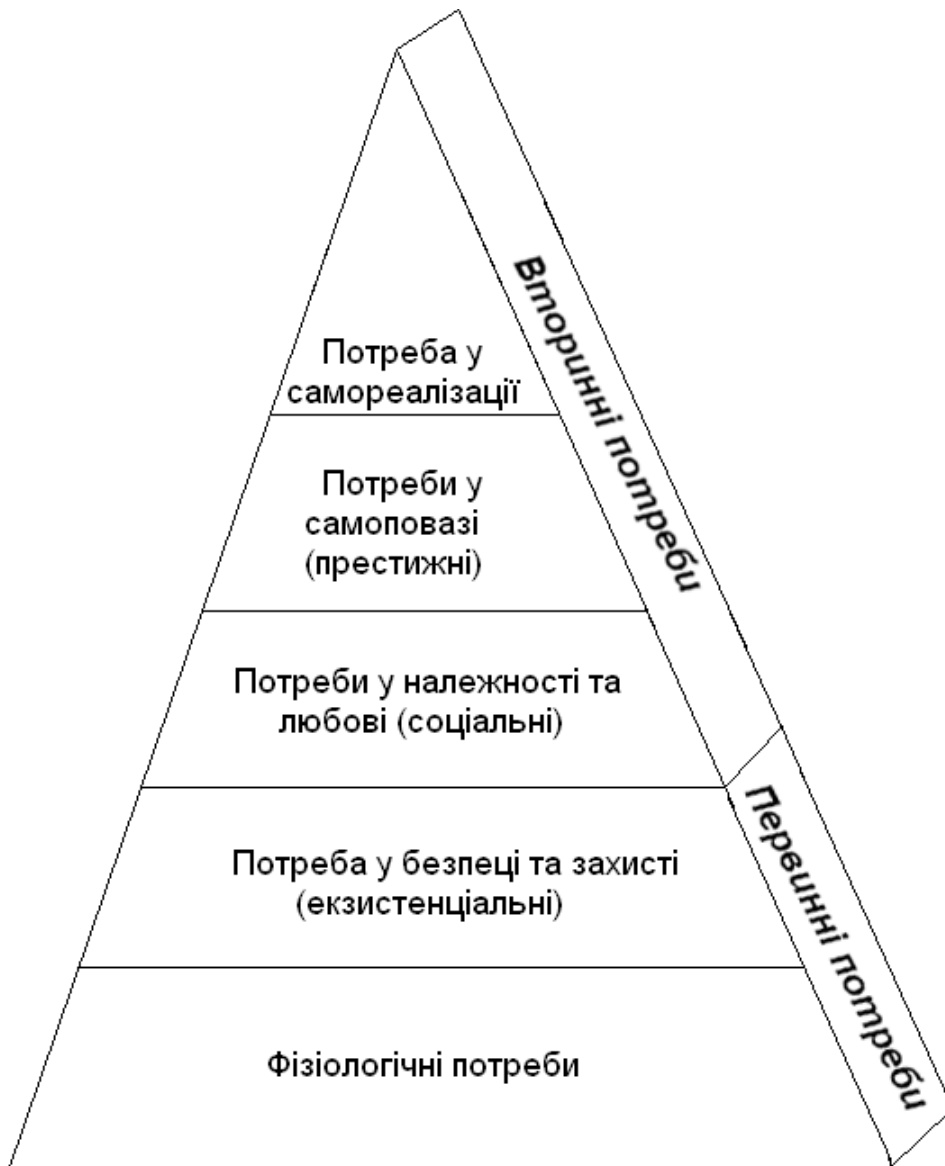 Вторинні потреби
Потреба у
самореалізації
Потреби у
самоповазі
(престижні)
Потреби у належності та
любові (соціальні)
Первинні потреби
Потреба у безпеці та захисті
(екзистенціальні)
Фізіологічні потреби